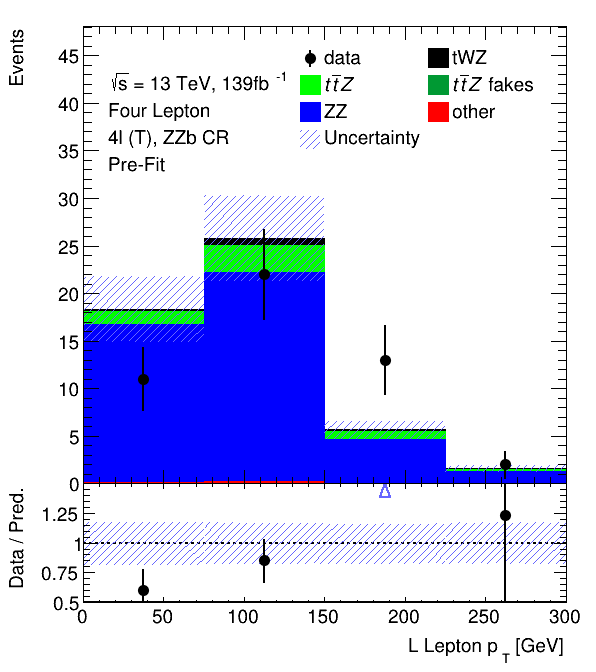 Events
45
40
35
30
25
20
15
10
5
0
√s = 13 TeV, 139fb⁻¹
Four Lepton
4l (T), ZZb CR
Pre-Fit
data
tt̄Z
ZZ
Uncertainty
tWZ
tt̄Z fakes
other
Data / Pred.
1.25
1
0.75
0.5
0 50 100 150 200 250 300
L Lepton p_T [GeV]